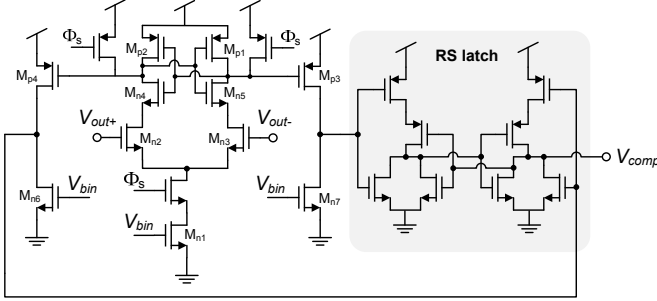 Φs
Mp2
Mp1
Φs
RS latch
Mp4
Mp3
Mn4
Mn5
Vout+
Vout-
Mn2
Mn3
Vcomp
Φs
Vbin
Vbin
Mn6
Vbin
Mn7
Mn1